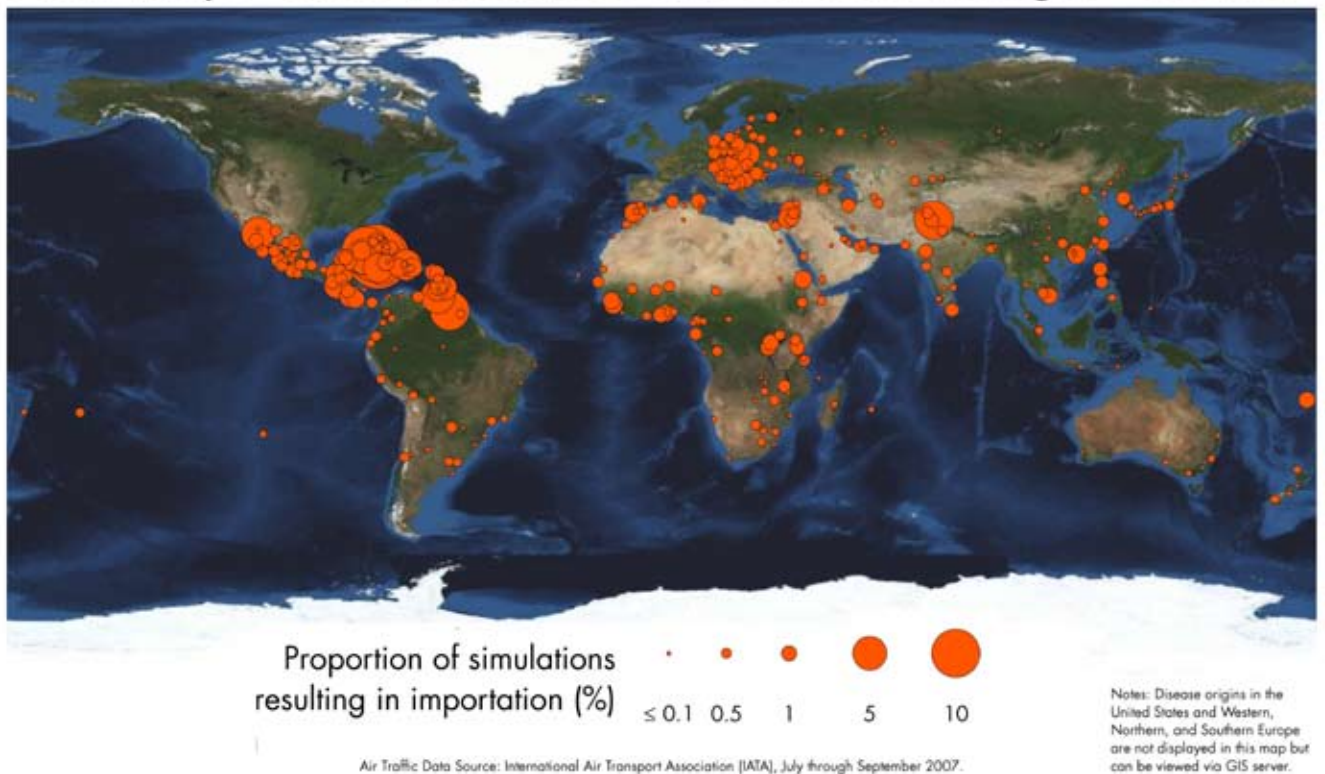 Proportion of simulations
resulting in importation (%)
≤ 0.1 0.5 1 5 10
Notes: Disease origins in the
United States and Western,
Northern, and Southern Europe
are not displayed in this map but
can be viewed via GIS server.
Air Traffic Data Source: International Air Transport Association (IATA), July through September 2007.